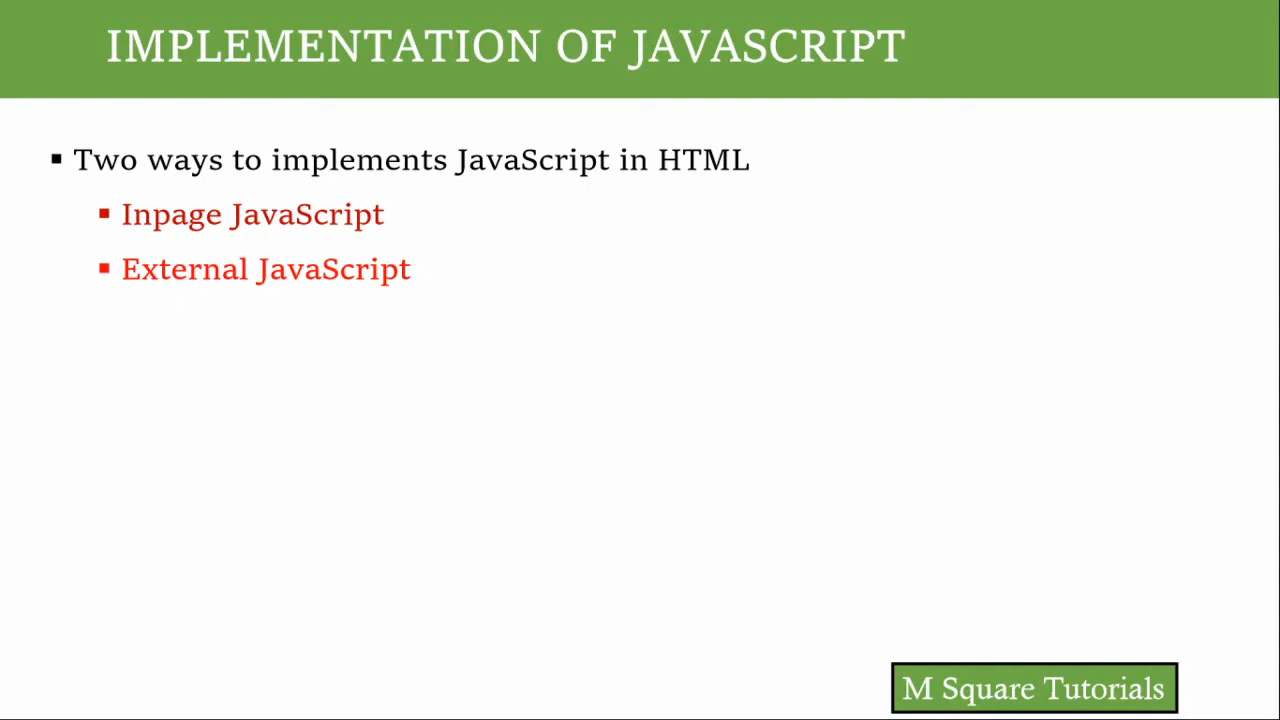 IMPLEMENTATION OF JAVASCRIPT
Two ways to implements JavaScript in HTML
Inpage JavaScript
External JavaScript
M Square Tutorials